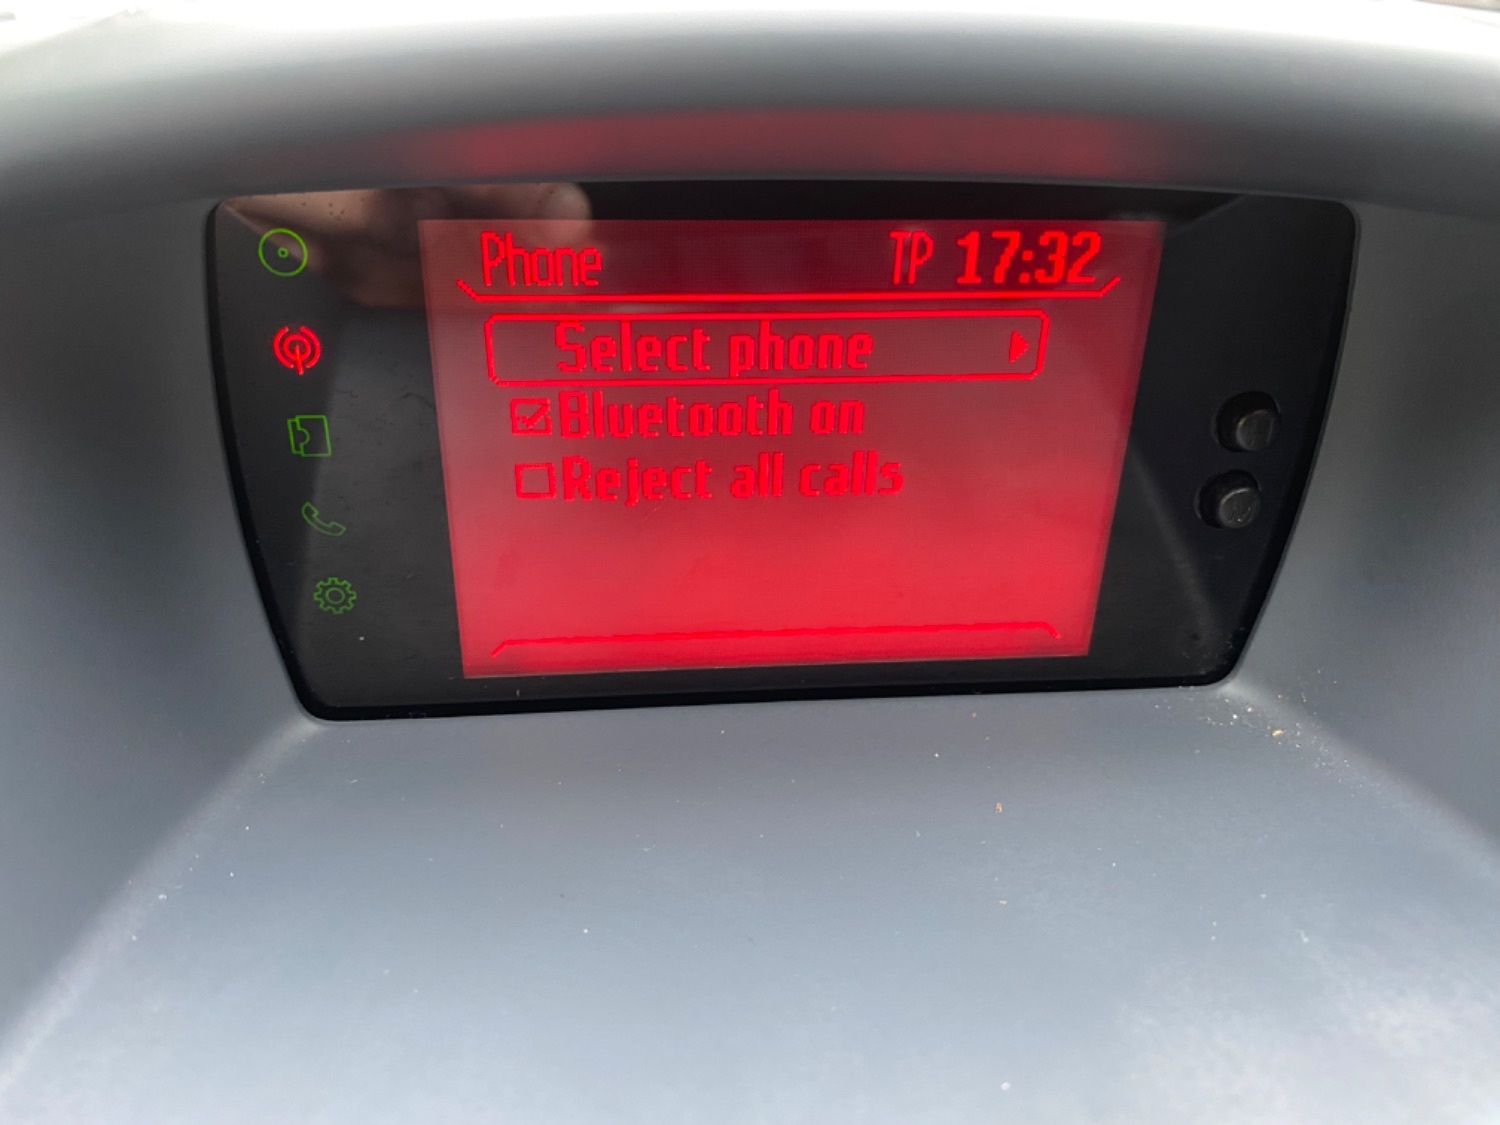 Phone TP 17:32
Select phone
Bluetooth on
Reject all calls
H
M